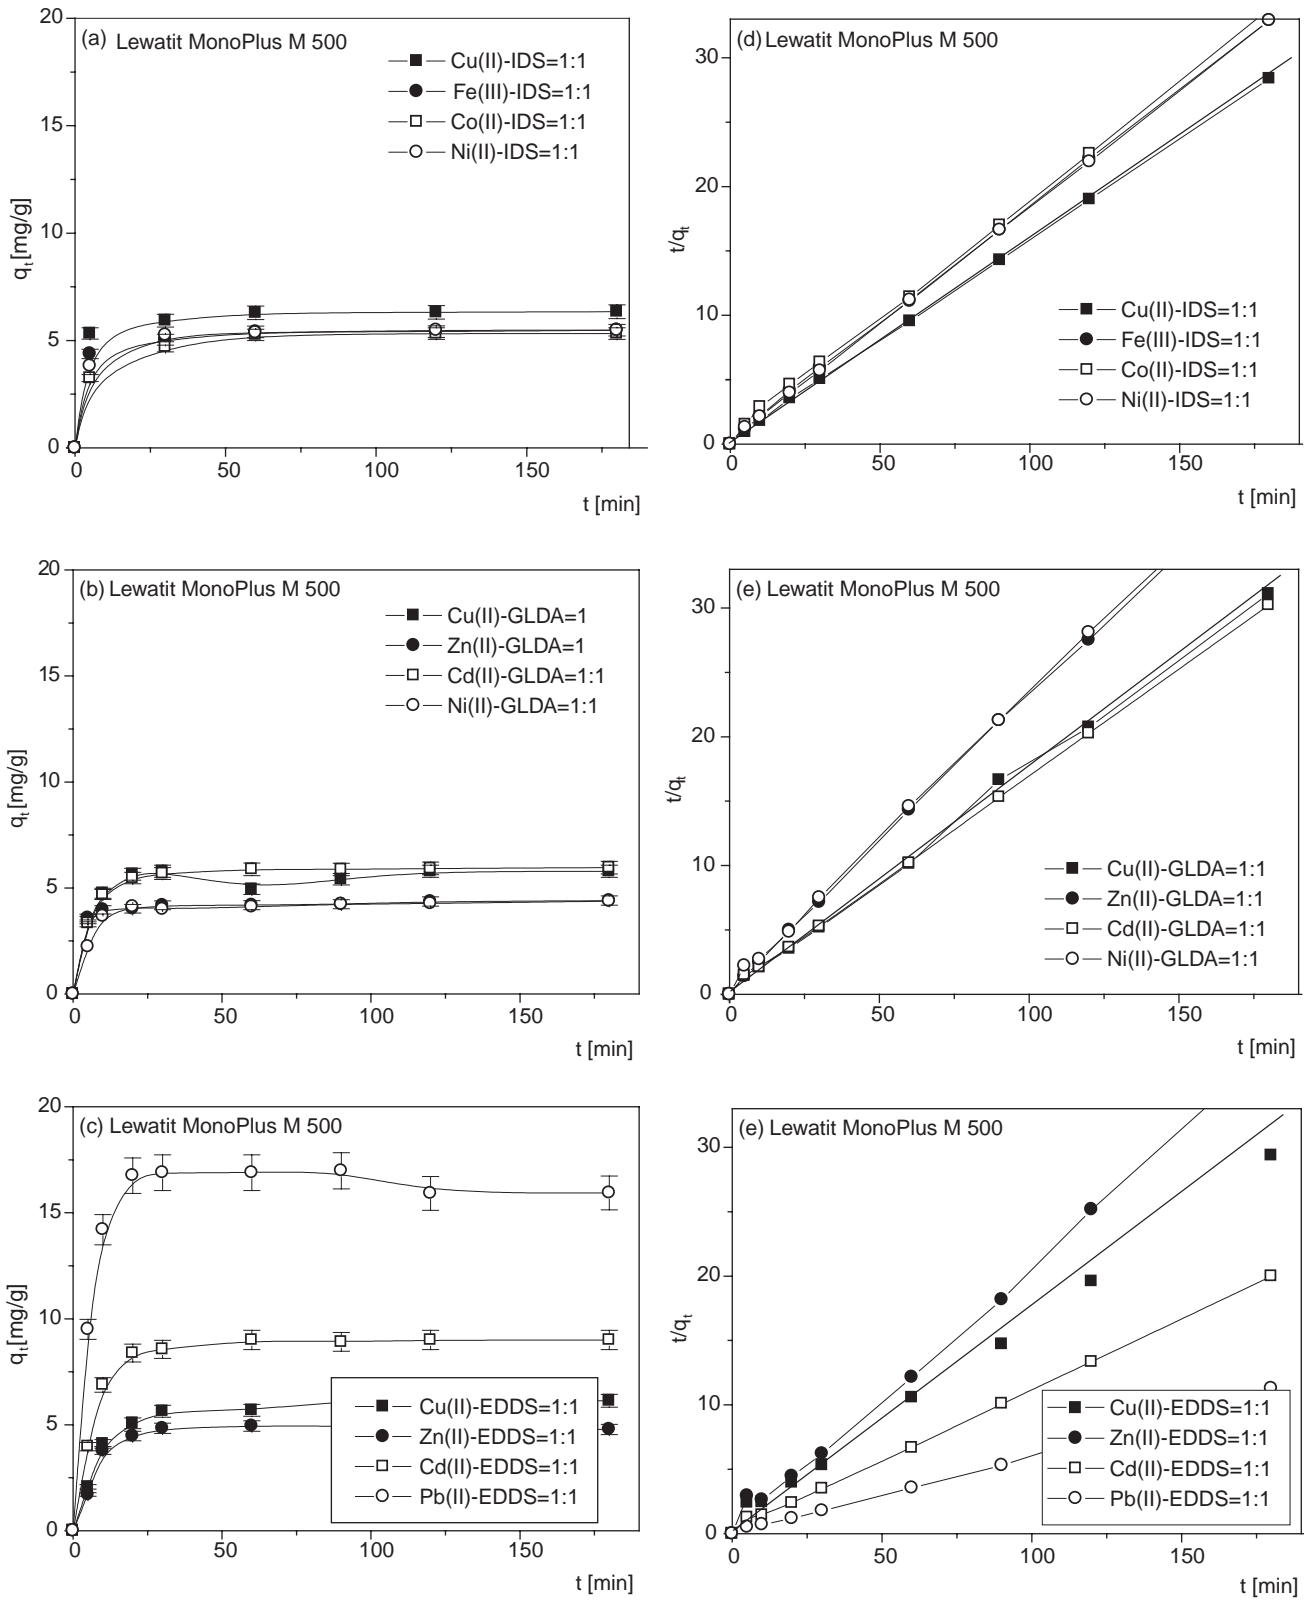 (a) Lewatit MonoPlus M 500
Cu(II)-IDS=1:1
Fe(III)-IDS=1:1
Co(II)-IDS=1:1
Ni(II)-IDS=1:1
20
15
10
5
0
qt [mg/g]
0 50 100 150
t [min]
(d) Lewatit MonoPlus M 500
30
20
10
0
t/qt
Cu(II)-IDS=1:1
Fe(III)-IDS=1:1
Co(II)-IDS=1:1
Ni(II)-IDS=1:1
0 50 100 150
t [min]
(b) Lewatit MonoPlus M 500
Cu(II)-GLDA=1
Zn(II)-GLDA=1
Cd(II)-GLDA=1:1
Ni(II)-GLDA=1:1
20
15
10
5
0
qt [mg/g]
0 50 100 150
t [min]
(e) Lewatit MonoPlus M 500
30
20
10
0
t/qt
Cu(II)-GLDA=1:1
Zn(II)-GLDA=1:1
Cd(II)-GLDA=1:1
Ni(II)-GLDA=1:1
0 50 100 150
t [min]
(c) Lewatit MonoPlus M 500
20
15
10
5
0
qt [mg/g]
Cu(II)-EDDS=1:1
Zn(II)-EDDS=1:1
Cd(II)-EDDS=1:1
Pb(II)-EDDS=1:1
0 50 100 150
t [min]
(e) Lewatit MonoPlus M 500
30
20
10
0
t/qt
Cu(II)-EDDS=1:1
Zn(II)-EDDS=1:1
Cd(II)-EDDS=1:1
Pb(II)-EDDS=1:1
0 50 100 150
t [min]